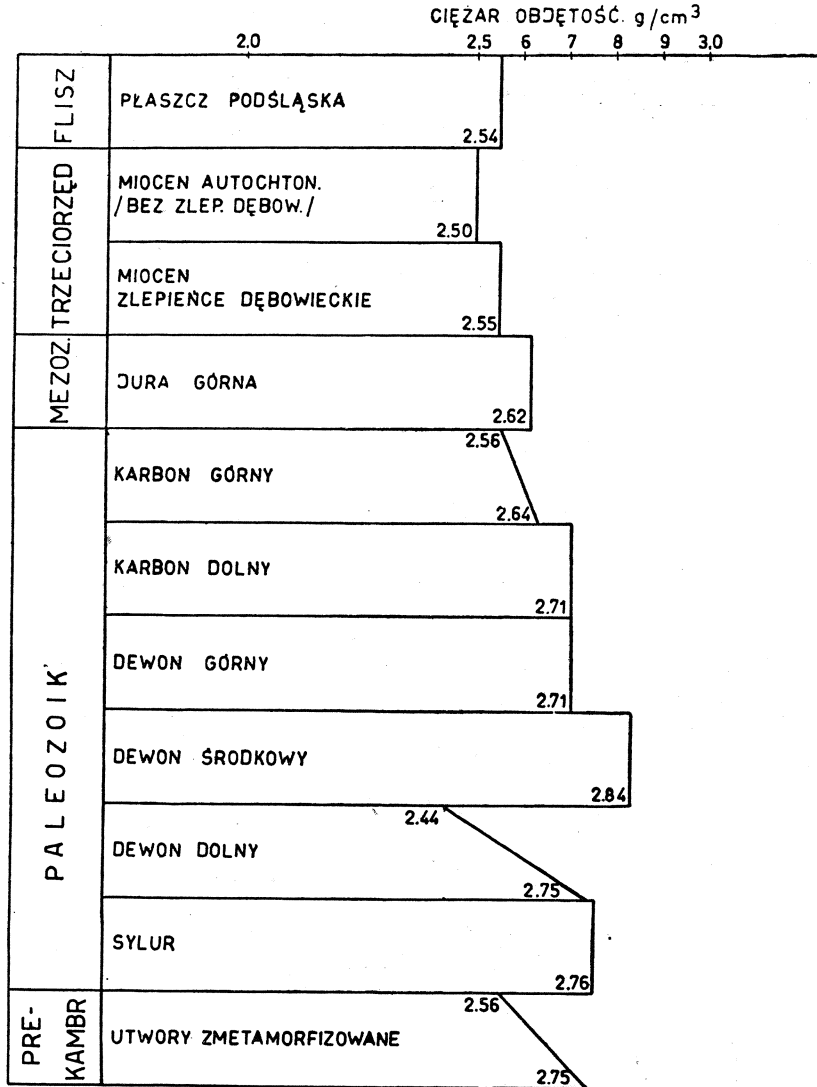 CIĘŻAR OBJĘTOŚĆ. g/cm³
2.0 2,5 6 7 8 9 3,0
FLISZ
PŁASZCZ PODŚLĄSKA
2.54
TRZECIORZĘD
MIOCEN AUTOCHTON.
/BEZ ZLEP. DĘBOW./
2.50
MIOCEN
ZLEPIEŃCE DĘBOWIECKIE
2.55
MEZOZ.
JURA GÓRNA
2.62
PALEOZOIK
2.56
KARBON GÓRNY
2.64
KARBON DOLNY
2.71
DEWON GÓRNY
2.71
DEWON ŚRODKOWY
2.84
2.44
DEWON DOLNY
2.75
SYLUR
2.76
PRE-
KAMBR
2.56
UTWORY ZMETAMORFIZOWANE
2.75